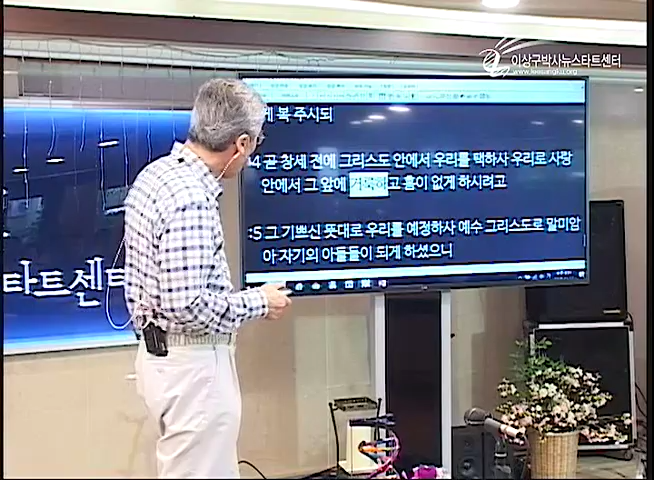 이상구박사뉴스타트센터
게 복 주시되
:4 곧 창세 전에 그리스도 안에서 우리를 택하사 우리로 사랑
안에서 그 앞에 거룩하고 흠이 없게 하시려고
:5 그 기쁘신 뜻대로 우리를 예정하사 예수 그리스도로 말미암
아 자기의 아들들이 되게 하셨으니
스타트센터